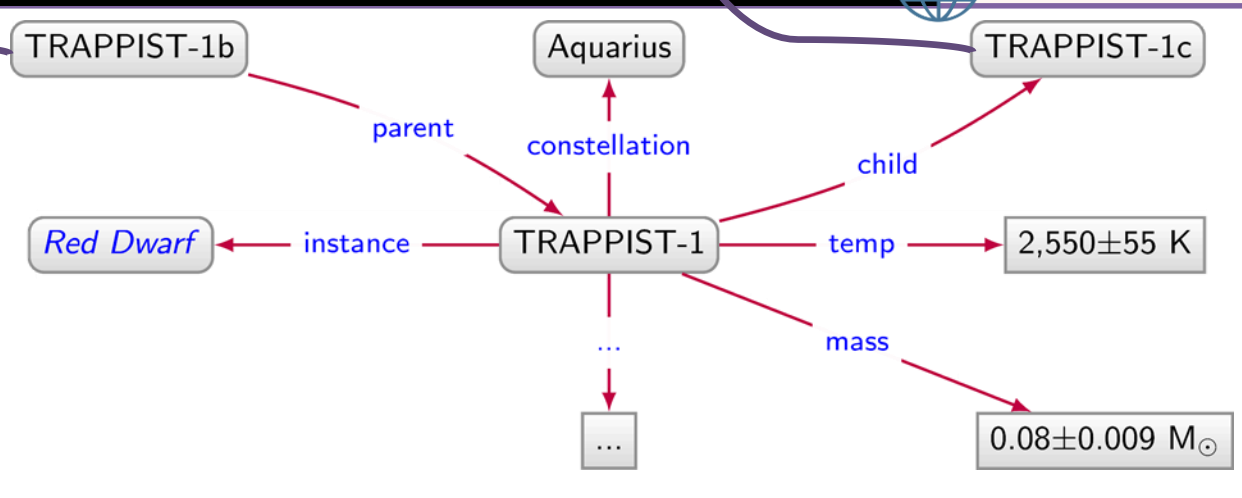 TRAPPIST-1b
Aquarius
TRAPPIST-1c
parent
constellation
child
Red Dwarf
instance
TRAPPIST-1
temp
2,550±55 K
...
mass
...
0.08±0.009 M☉